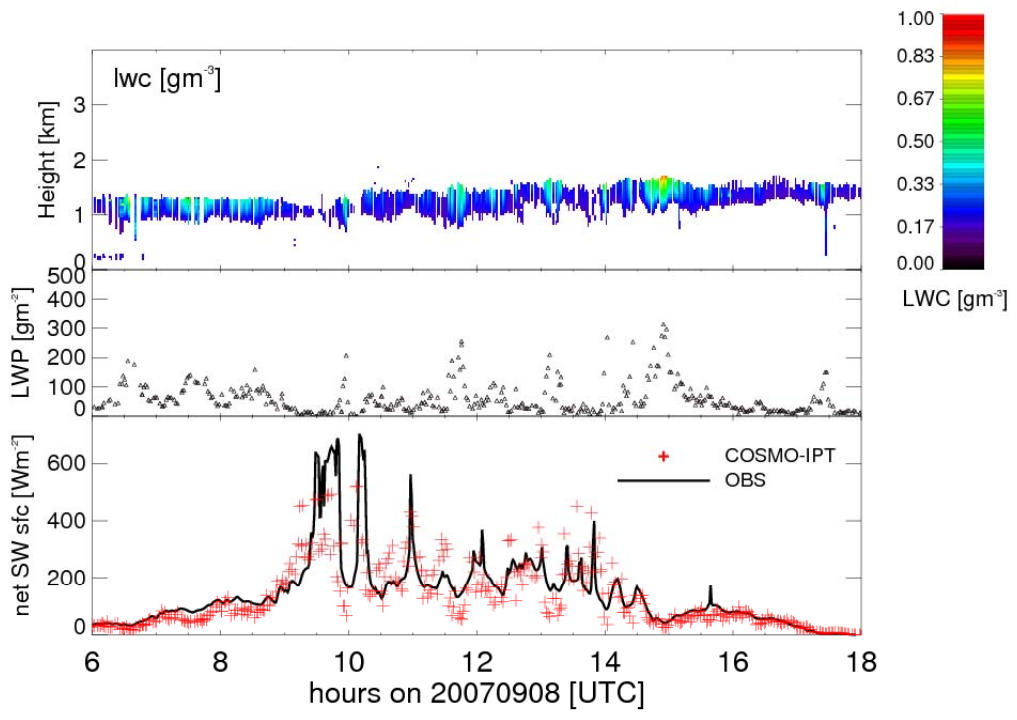 lwc [gm-3]
Height [km]
3
2
1
0
1.00
0.83
0.67
0.50
0.33
0.17
0.00
LWC [gm-3]
LWP [gm-2]
500
400
300
200
100
0
net SW sfc [Wm-2]
600
400
200
0
COSMO-IPT
OBS
6 8 10 12 14 16 18
hours on 20070908 [UTC]